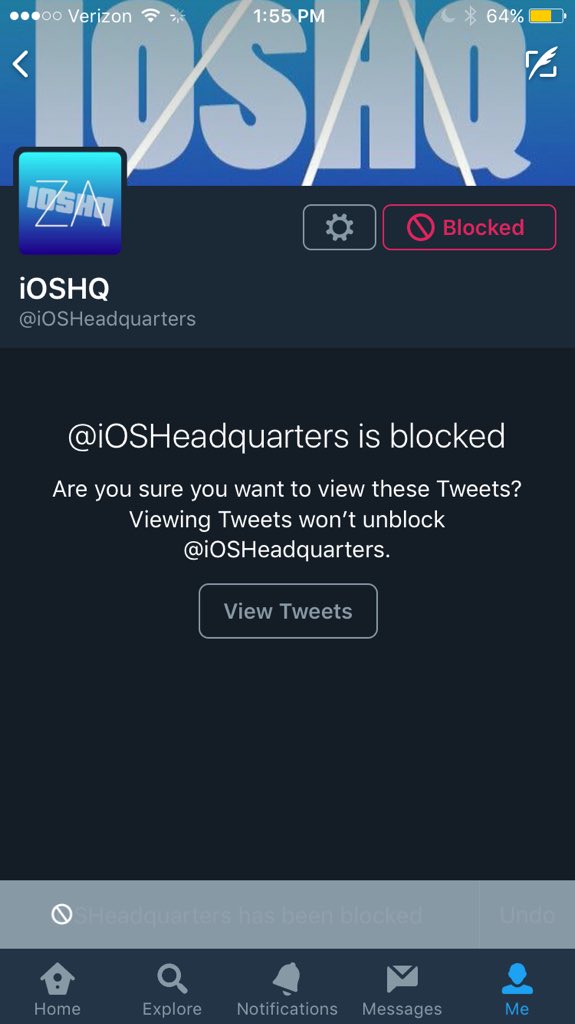 Verizon 1:55 PM 64%
IOSHQ
IOSHQ
ZA
Blocked
iOSHQ
@iOSHeadquarters
@iOSHeadquarters is blocked
Are you sure you want to view these Tweets?
Viewing Tweets won’t unblock
@iOSHeadquarters.
View Tweets
SHeadquarters has been blocked Undo
Home Explore Notifications Messages Me